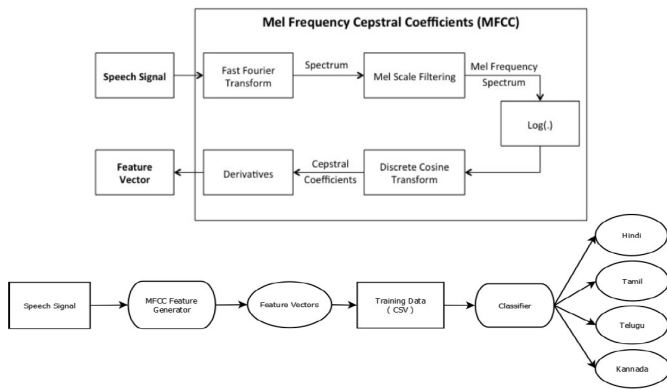 Mel Frequency Cepstral Coefficients (MFCC)
Speech Signal
Fast Fourier
Transform
Spectrum
Mel Scale Filtering
Mel Frequency
Spectrum
Log(.)
Discrete Cosine
Transform
Cepstral
Coefficients
Derivatives
Feature
Vector
Speech Signal
MFCC Feature
Generator
Feature Vectors
Training Data
( CSV )
Classifier
Hindi
Tamil
Telugu
Kannada